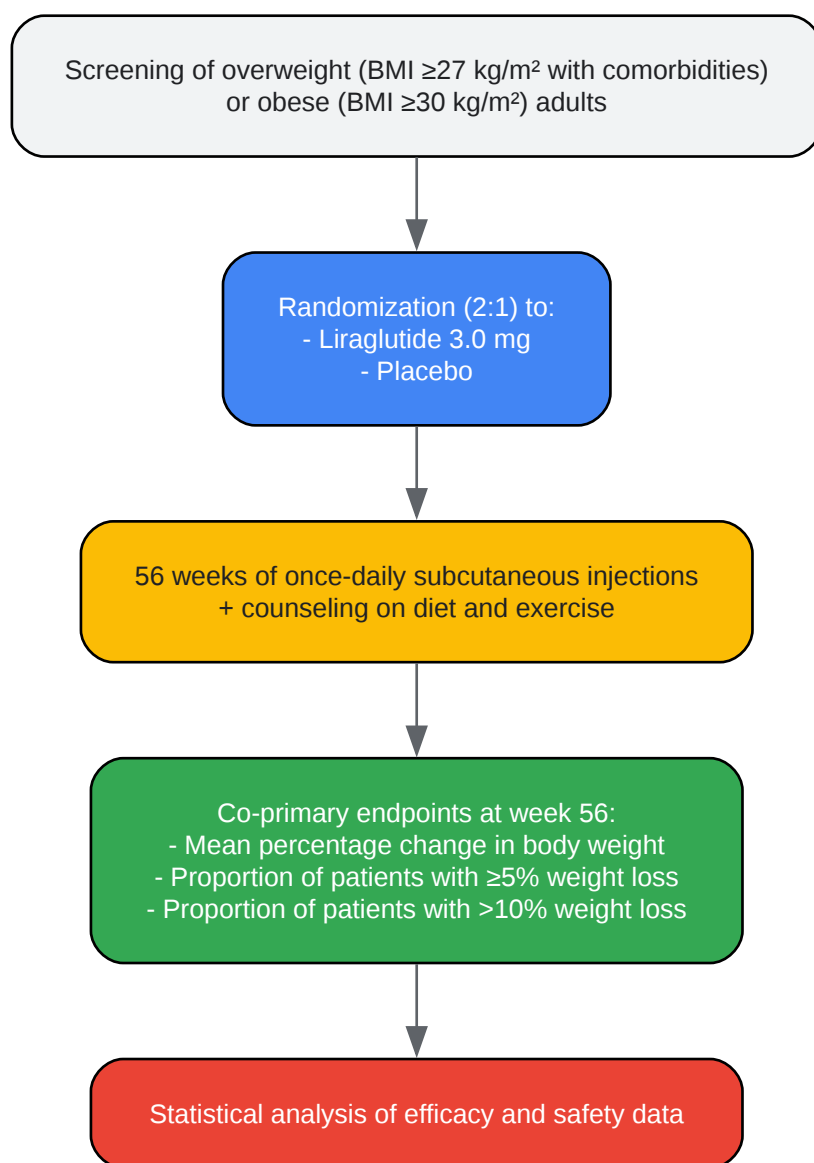 Screening of overweight (BMI ≥27 kg/m² with comorbidities)
or obese (BMI ≥30 kg/m²) adults
Randomization (2:1) to:
- Liraglutide 3.0 mg
- Placebo
56 weeks of once-daily subcutaneous injections
+ counseling on diet and exercise
Co-primary endpoints at week 56:
- Mean percentage change in body weight
- Proportion of patients with ≥5% weight loss
- Proportion of patients with >10% weight loss
Statistical analysis of efficacy and safety data